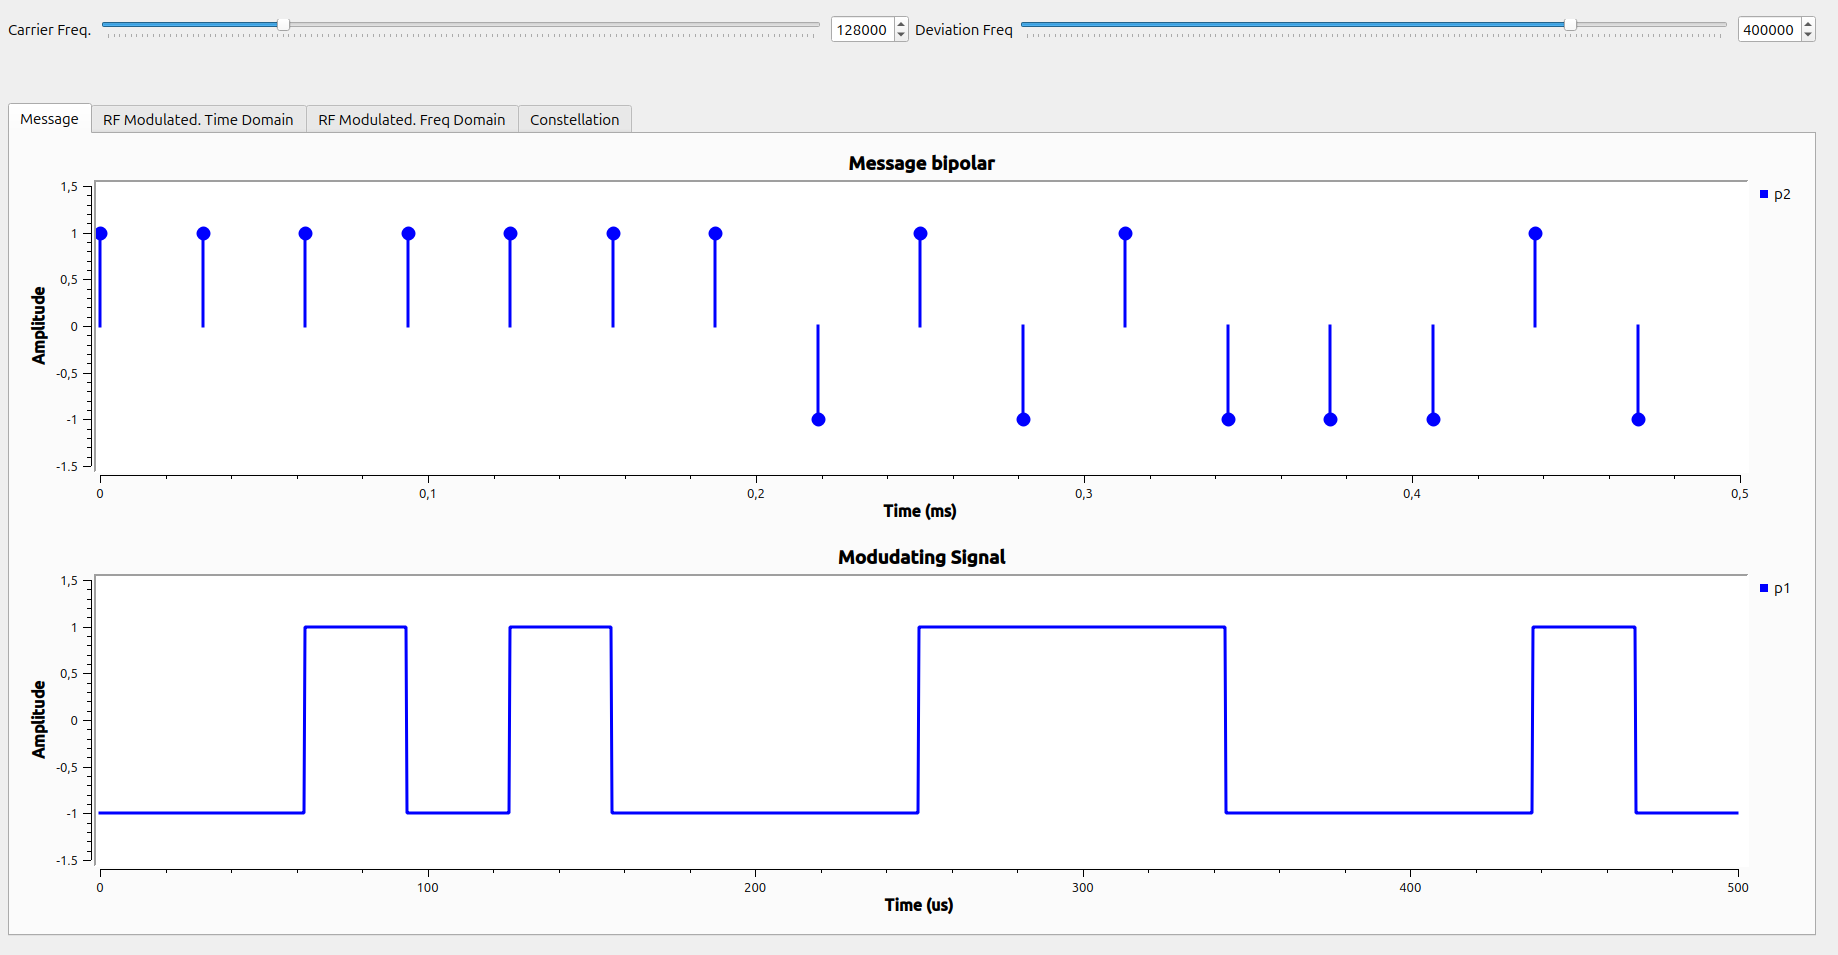 Carrier Freq. 128000 Deviation Freq 400000
Message RF Modulated. Time Domain RF Modulated. Freq Domain Constellation
Message bipolar
p2
Amplitude
1,5
1
0,5
0
-0,5
-1
-1.5
0 0,1 0,2 0,3 0,4 0,5
Time (ms)
Modudating Signal
p1
Amplitude
1,5
1
0,5
0
-0,5
-1
-1.5
0 100 200 300 400 500
Time (us)